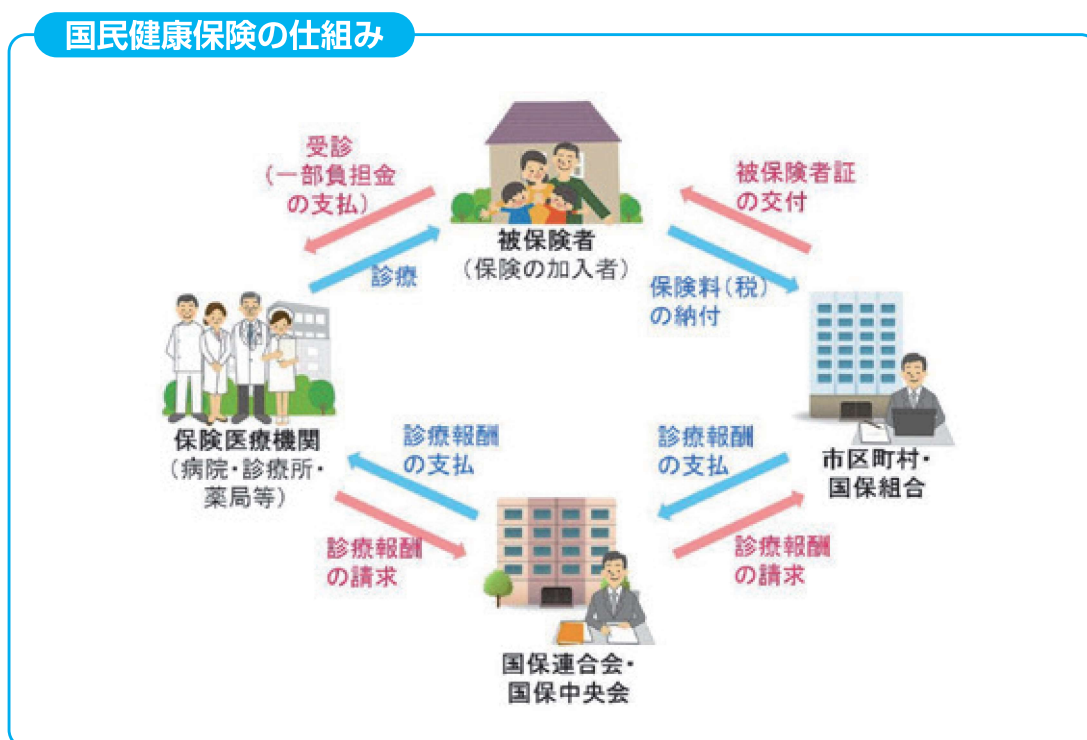 国民健康保険の仕組み
受診
(一部負担金
の支払)
被保険者証
の交付
被保険者
(保険の加入者)
診療
保険料(税)
の納付
保険医療機関
(病院・診療所・
薬局等)
診療報酬
の支払
診療報酬
の支払
市区町村・
国保組合
診療報酬
の請求
診療報酬
の請求
国保連合会・
国保中央会